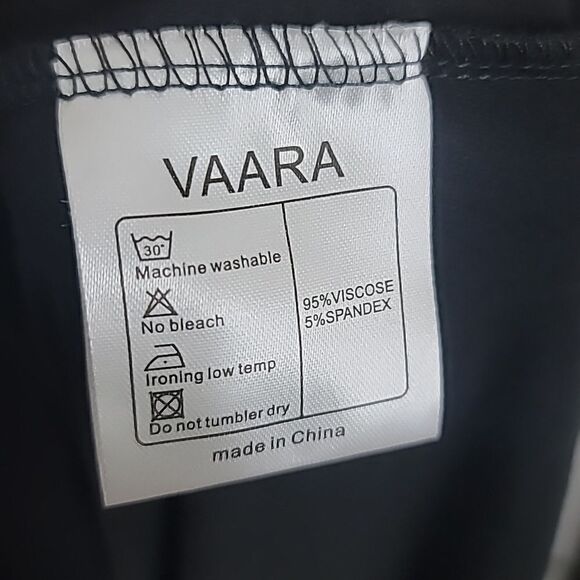 VAARA
30°
Machine washable
No bleach
Ironing low temp
Do not tumbler dry
95%VISCOSE
5%SPANDEX
made in China